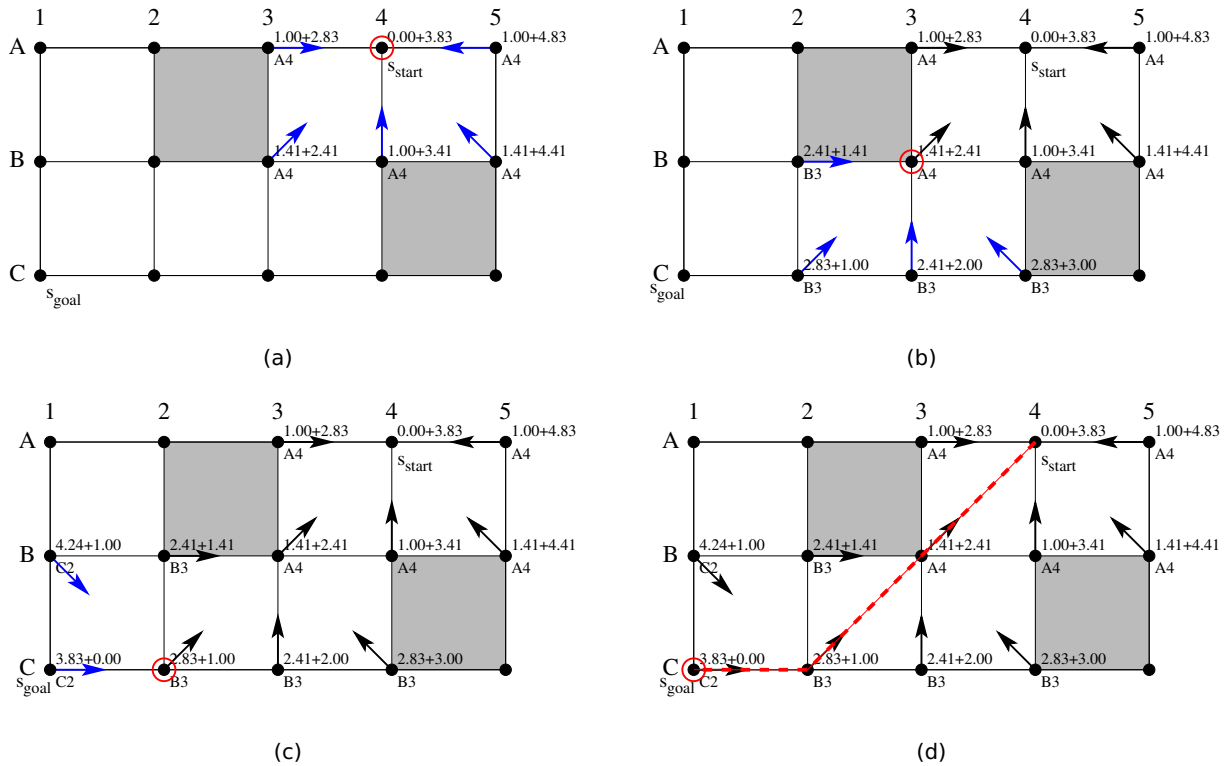 1 2 3 4 5
A 1.00+2.83 0.00+3.83 1.00+4.83
A4 s_start A4
B 1.41+2.41 1.00+3.41 1.41+4.41
A4 A4 A4
C
s_goal
(a)
1 2 3 4 5
A 1.00+2.83 0.00+3.83 1.00+4.83
A4 s_start A4
B 2.41+1.41 1.41+2.41 1.00+3.41 1.41+4.41
B3 A4 A4 A4
C 2.83+1.00 2.41+2.00 2.83+3.00
s_goal B3 B3 B3
(b)
1 2 3 4 5
A 1.00+2.83 0.00+3.83 1.00+4.83
A4 s_start A4
B 4.24+1.00 2.41+1.41 1.41+2.41 1.00+3.41 1.41+4.41
C2 B3 A4 A4 A4
C 3.83+0.00 2.83+1.00 2.41+2.00 2.83+3.00
s_goal C2 B3 B3 B3
(c)
1 2 3 4 5
A 1.00+2.83 0.00+3.83 1.00+4.83
A4 s_start A4
B 4.24+1.00 2.41+1.41 1.41+2.41 1.00+3.41 1.41+4.41
C2 B3 A4 A4 A4
C 3.83+0.00 2.83+1.00 2.41+2.00 2.83+3.00
s_goal C2 B3 B3 B3
(d)